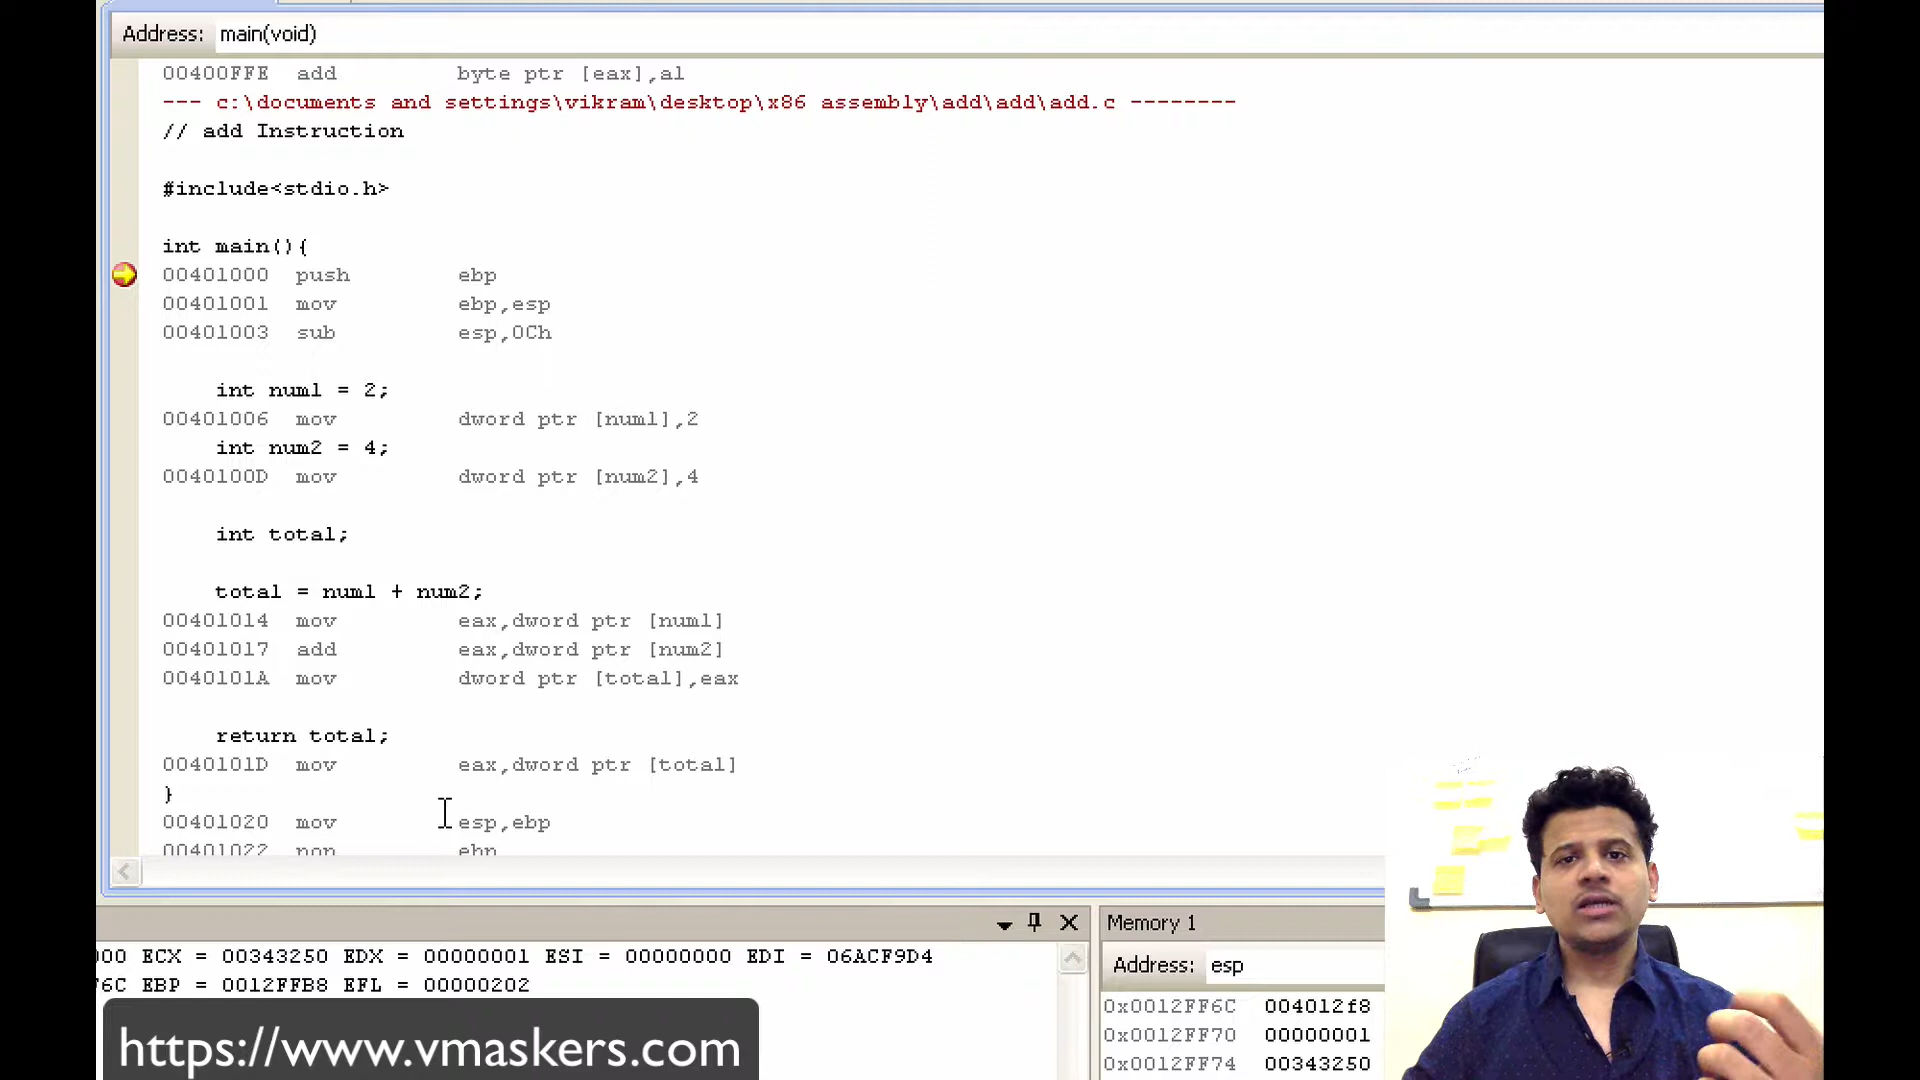 Address: main(void)
00400FFE add byte ptr [eax],al
--- c:\documents and settings\vikram\desktop\x86 assembly\add\add\add.c --------
// add Instruction
#include<stdio.h>
int main(){
00401000 push ebp
00401001 mov ebp,esp
00401003 sub esp,0Ch
int num1 = 2;
00401006 mov dword ptr [num1],2
int num2 = 4;
0040100D mov dword ptr [num2],4
int total;
total = num1 + num2;
00401014 mov eax,dword ptr [num1]
00401017 add eax,dword ptr [num2]
0040101A mov dword ptr [total],eax
return total;
0040101D mov eax,dword ptr [total]
}
00401020 mov esp,ebp
00401022 pop ebp
000 ECX = 00343250 EDX = 00000001 ESI = 00000000 EDI = 06ACF9D4
F6C EBP = 0012FFB8 EFL = 00000202
https://www.vmaskers.com
Memory 1
Address: esp
0x0012FF6C 004012f8
0x0012FF70 00000001
0x0012FF74 00343250